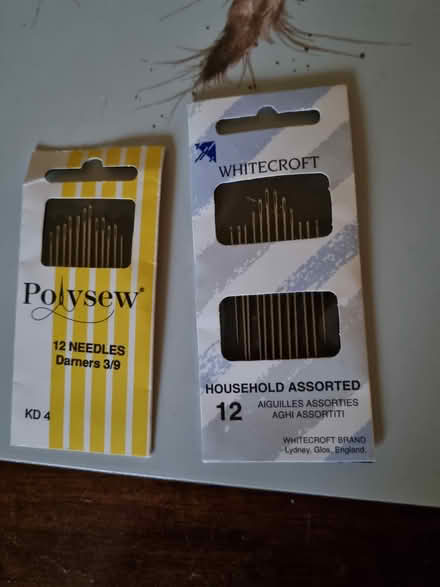 Polysew®
12 NEEDLES
Darners 3/9
KD 4
WHITECROFT
HOUSEHOLD ASSORTED
12 AIGUILLES ASSORTIES
AGHI ASSORTITI
WHITECROFT BRAND
Lydney, Glos, England.